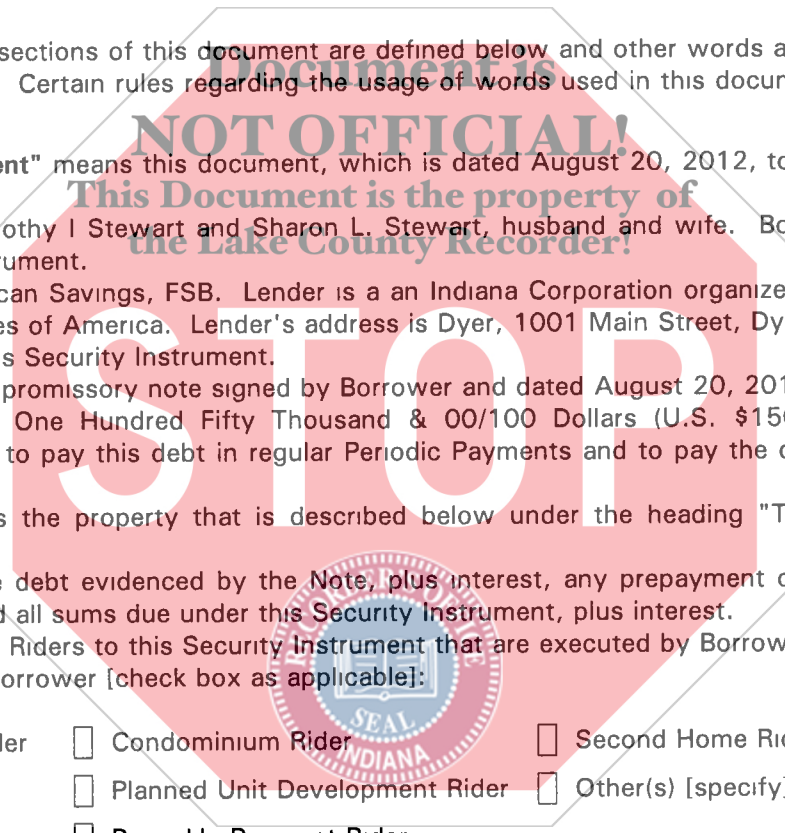 sections of this document are defined below and other words a
Document is
Certain rules regarding the usage of words used in this docum
NOT OFFICIAL!
ent" means this document, which is dated August 20, 2012, to
This Document is the property of
othy I Stewart and Sharon L. Stewart, husband and wife. Bo
the Lake County Recorder!
rument.
can Savings, FSB. Lender is a an Indiana Corporation organize
es of America. Lender's address is Dyer, 1001 Main Street, Dy
s Security Instrument.
promissory note signed by Borrower and dated August 20, 201
One Hundred Fifty Thousand & 00/100 Dollars (U.S. $150
to pay this debt in regular Periodic Payments and to pay the d
STOP
s the property that is described below under the heading "T
e debt evidenced by the Note, plus interest, any prepayment c
d all sums due under this Security Instrument, plus interest.
Riders to this Security Instrument that are executed by Borrow
orrower [check box as applicable]:
SEAL
INDIANA
der Condominium Rider Second Home Rid
Planned Unit Development Rider Other(s) [specify]